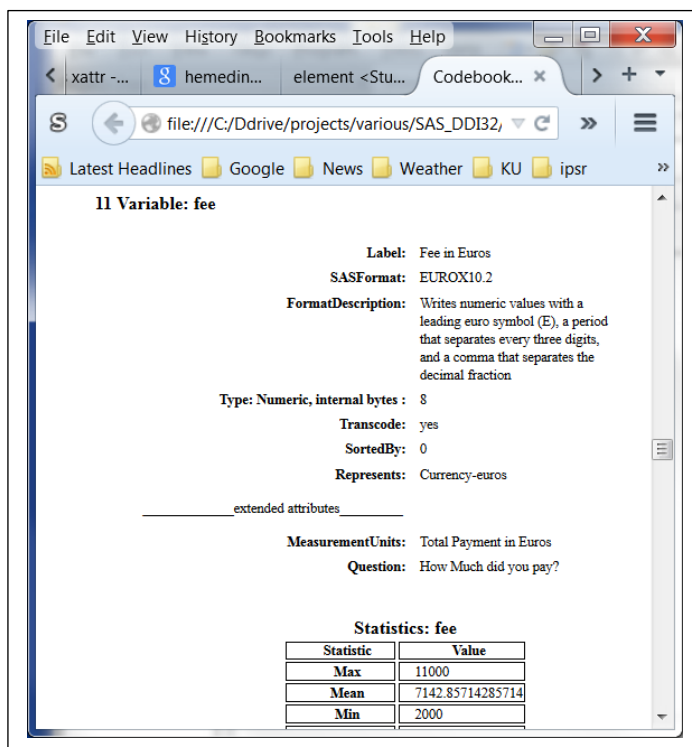 File Edit View History Bookmarks Tools Help
xattr -... hemedin... element <Stu... Codebook...
file:///C:/Ddrive/projects/various/SAS_DDI32/
Latest Headlines Google News Weather KU ipsr
11 Variable: fee
Label: Fee in Euros
SASFormat: EUROX10.2
FormatDescription: Writes numeric values with a
leading euro symbol (E), a period
that separates every three digits,
and a comma that separates the
decimal fraction
Type: Numeric, internal bytes : 8
Transcode: yes
SortedBy: 0
Represents: Currency-euros
_____________extended attributes_________
MeasurementUnits: Total Payment in Euros
Question: How Much did you pay?
Statistics: fee
Statistic Value
Max 11000
Mean 7142.85714285714
Min 2000